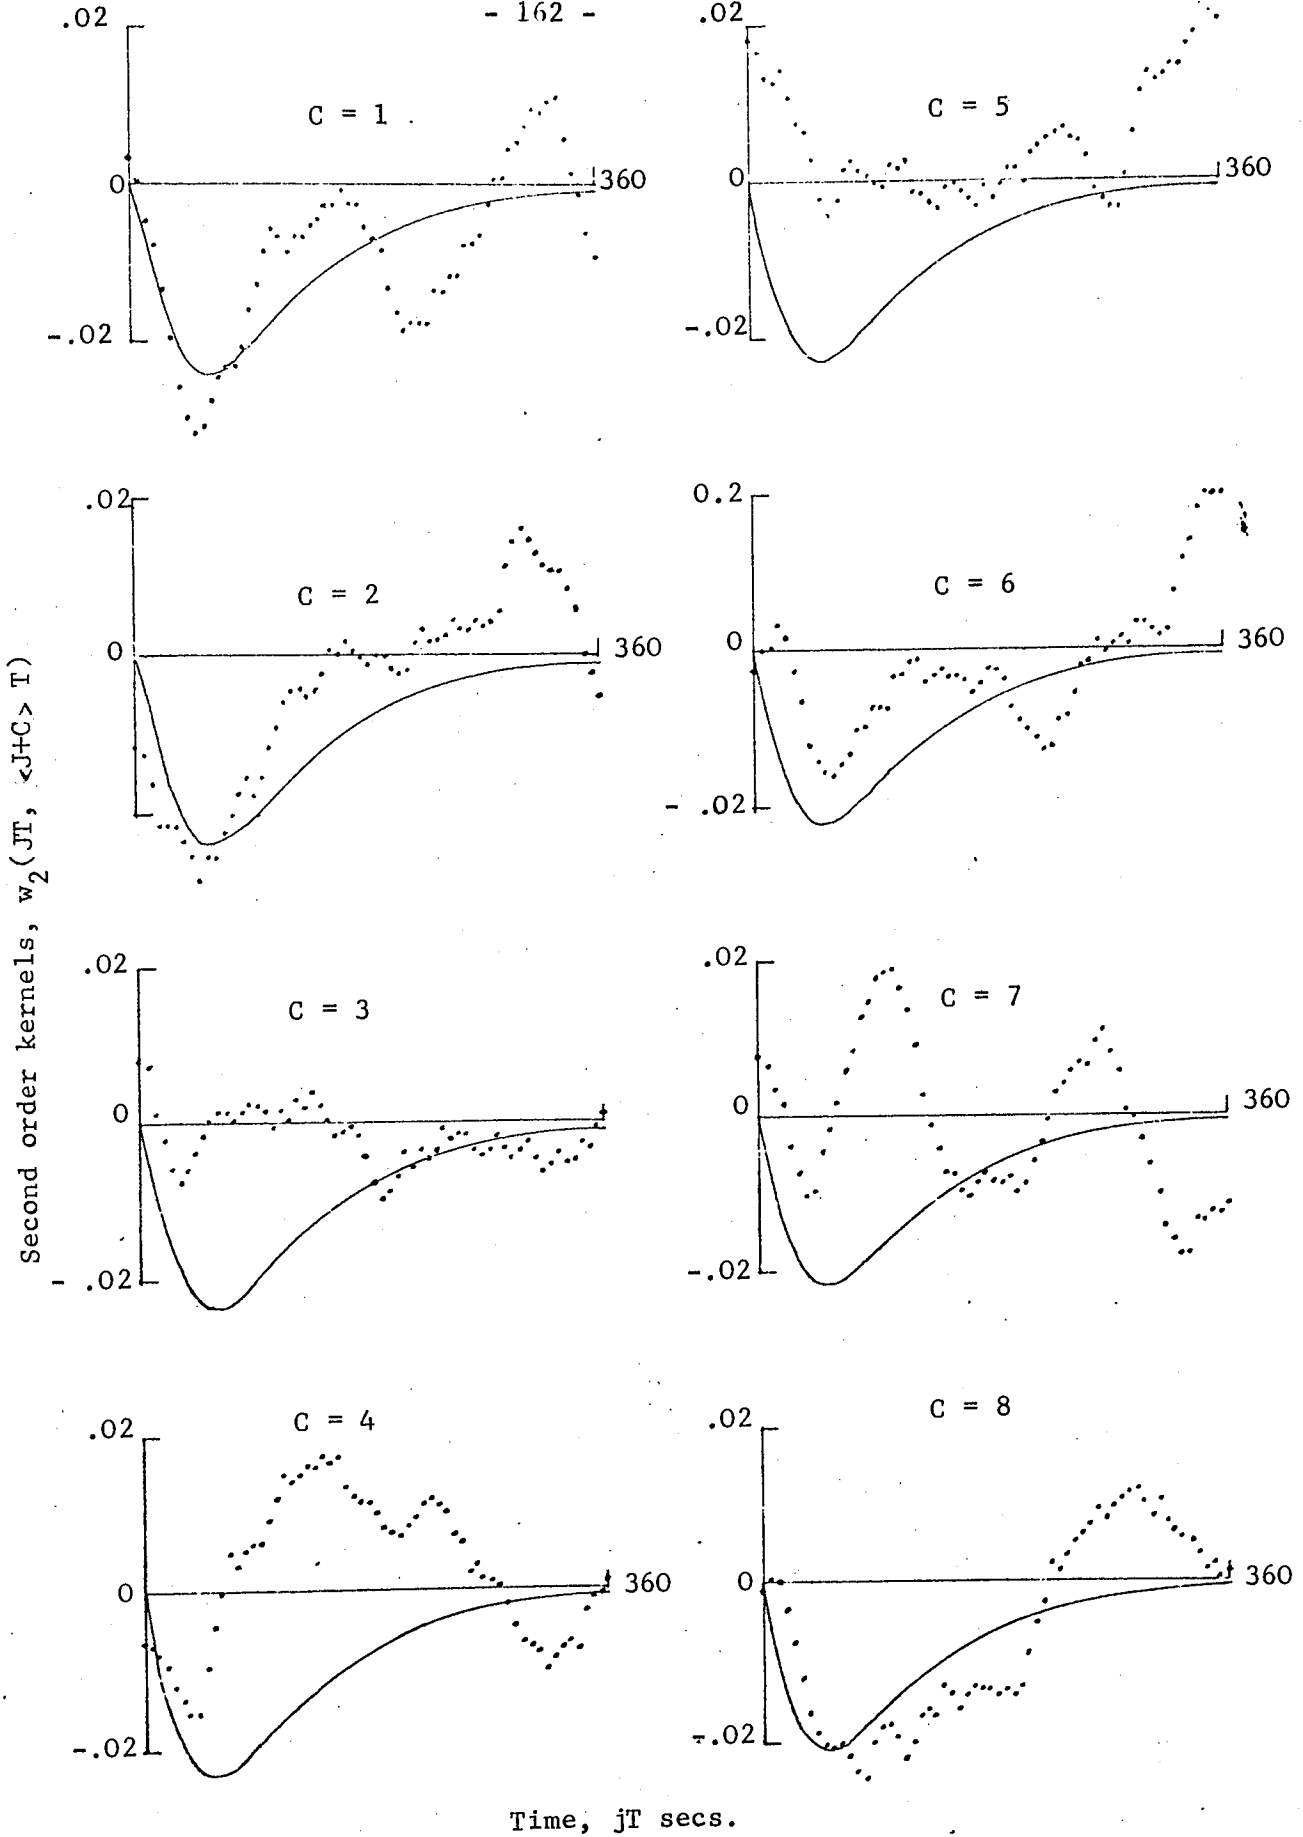 - 162 -
.02
C = 1
0
360
-.02
.02
C = 2
0
360
.02
C = 3
0
- .02
.02
C = 4
0
360
-.02
.02
C = 5
0
360
-.02
0.2
C = 6
0
360
- .02
.02
C = 7
0
360
-.02
.02
C = 8
0
360
-.02
Second order kernels, w2(JT, <J+C> T)
Time, jT secs.